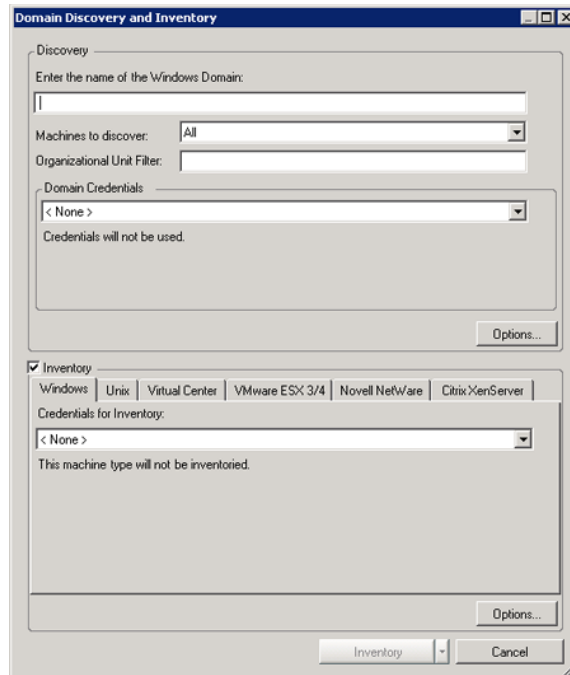 Domain Discovery and Inventory
Discovery
Enter the name of the Windows Domain:
Machines to discover: All
Organizational Unit Filter:
Domain Credentials
< None >
Credentials will not be used.
Options...
Inventory
Windows Unix Virtual Center VMware ESX 3/4 Novell NetWare Citrix XenServer
Credentials for Inventory:
< None >
This machine type will not be inventoried.
Options...
Inventory Cancel